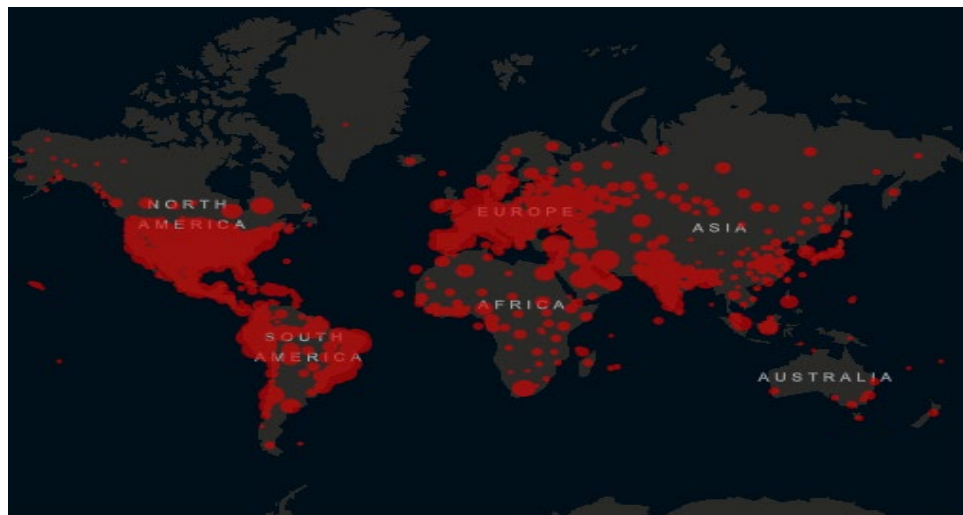 NORTH
AMERICA
EUROPE
ASIA
AFRICA
SOUTH
AMERICA
AUSTRALIA